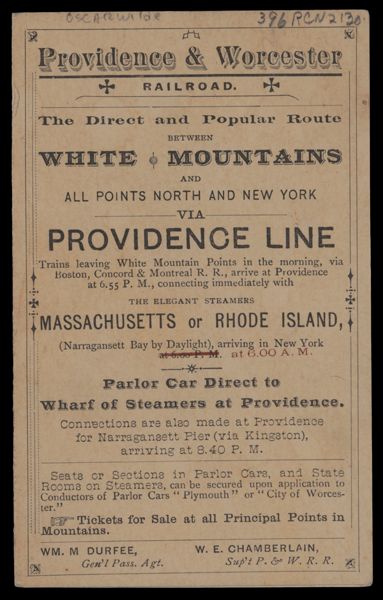 OSCAR Wilde
396 RCN 2130
Providence & Worcester
RAILROAD.
The Direct and Popular Route
BETWEEN
WHITE & MOUNTAINS
AND
ALL POINTS NORTH AND NEW YORK
VIA
PROVIDENCE LINE
Trains leaving White Mountain Points in the morning, via
Boston, Concord & Montreal R. R., arrive at Providence
at 6.55 P. M., connecting immediately with
THE ELEGANT STEAMERS
MASSACHUSETTS or RHODE ISLAND,
(Narragansett Bay by Daylight), arriving in New York
at 6.00 P. M. at 6.00 A. M.
Parlor Car Direct to
Wharf of Steamers at Providence.
Connections are also made at Providence
for Narragansett Pier (via Kingston),
arriving at 8.40 P. M.
Seats or Sections in Parlor Cars, and State
Rooms on Steamers, can be secured upon application to
Conductors of Parlor Cars "Plymouth" or "City of Worces-
ter."
Tickets for Sale at all Principal Points in
Mountains.
WM. M DURFEE,
Gen'l Pass. Agt.
W. E. CHAMBERLAIN,
Sup't P. & W. R. R.